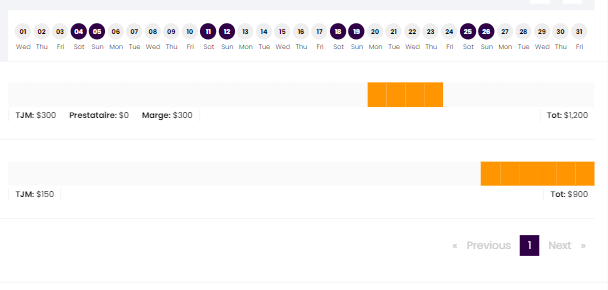 01 02 03 04 05 06 07 08 09 10 11 12 13 14 15 16 17 18 19 20 21 22 23 24 25 26 27 28 29 30 31
Wed Thu Fri Sat Sun Mon Tue Wed Thu Fri Sat Sun Mon Tue Wed Thu Fri Sat Sun Mon Tue Wed Thu Fri Sat Sun Mon Tue Wed Thu Fri
TJM: $300 Prestataire: $0 Marge: $300 Tot: $1,200
TJM: $150 Tot: $900
« Previous 1 Next »